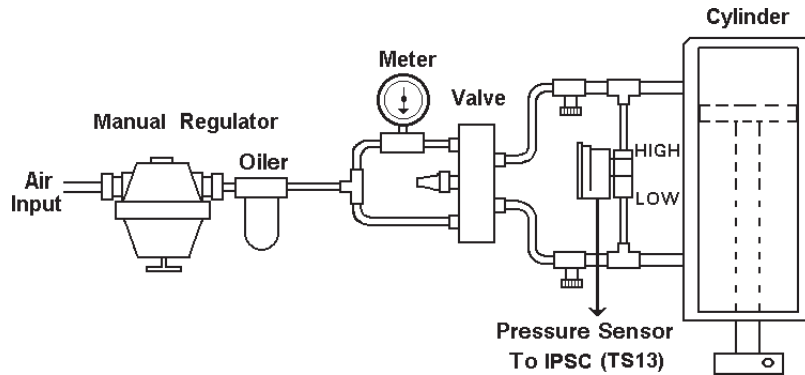 Cylinder
Meter
Valve
Manual Regulator
Oiler
Air
Input
HIGH
LOW
Pressure Sensor
To IPSC (TS13)